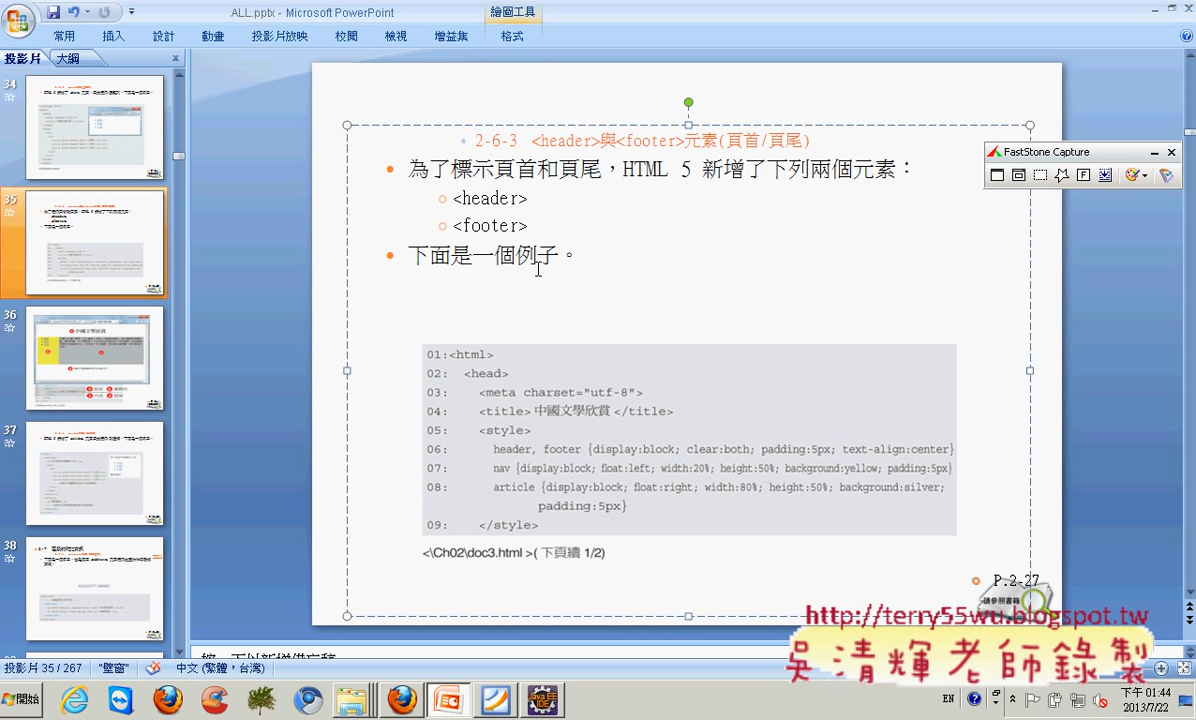 ALL.pptx - Microsoft PowerPoint
繪圖工具
常用 插入 設計 動畫 投影片放映 校閱 檢視 增益集 格式
投影片 大綱
34
35
36
37
38
2-6-3 <header>與<footer>元素(頁首/頁尾)
為了標示頁首和頁尾，HTML 5 新增了下列兩個元素：
<header>
<footer>
下面是一個例子。
01:<html>
02: <head>
03: <meta charset="utf-8">
04: <title> 中國文學欣賞 </title>
05: <style>
06: header, footer {display:block; clear:both; padding:5px; text-align:center}
07: nav {display:block; float:left; width:20%; height:50%; background:yellow; padding:5px}
08: article {display:block; float:right; width:80%; height:50%; background:silver;
padding:5px}
09: </style>
<\Ch02\doc3.html >( 下頁續 1/2)
P.2-27
請參照書籍
FastStone Capture
http://terry55wu.blogspot.tw
吳清輝老師錄製
投影片 35 / 267 "壁窗" 中文 (繁體，台灣)
開始
EN
下午 01:44
2013/7/22